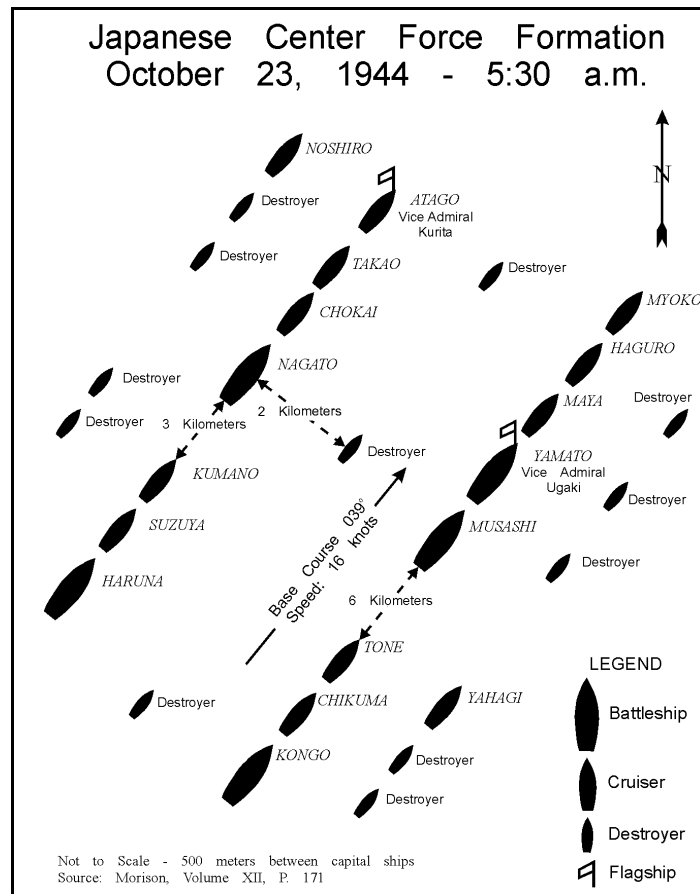 Japanese Center Force Formation
October 23, 1944 - 5:30 a.m.
NOSHIRO
N
Destroyer
ATAGO
Vice Admiral
Kurita
Destroyer
TAKAO
Destroyer
MYOKO
CHOKAI
HAGURO
NAGATO
Destroyer
MAYA
Destroyer
2 Kilometers
Destroyer
3 Kilometers
Destroyer
YAMATO
Vice Admiral
Ugaki
KUMANO
Destroyer
SUZUYA
MUSASHI
Base Course 039°
Speed: 16 knots
Destroyer
HARUNA
6 Kilometers
TONE
LEGEND
Destroyer
CHIKUMA
YAHAGI
Battleship
KONGO
Destroyer
Cruiser
Destroyer
Destroyer
Not to Scale - 500 meters between capital ships
Source: Morison, Volume XII, P. 171
Flagship